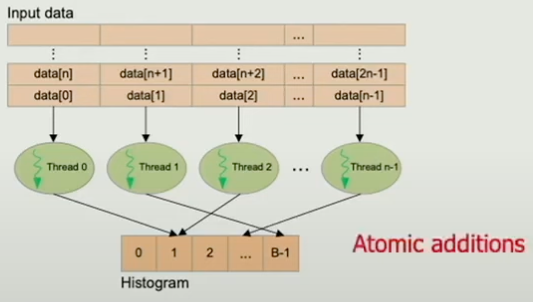 Input data
...
data[n] data[n+1] data[n+2] ... data[2n-1]
data[0] data[1] data[2] ... data[n-1]
Thread 0 Thread 1 Thread 2 ... Thread n-1
0 1 2 ... B-1
Atomic additions
Histogram